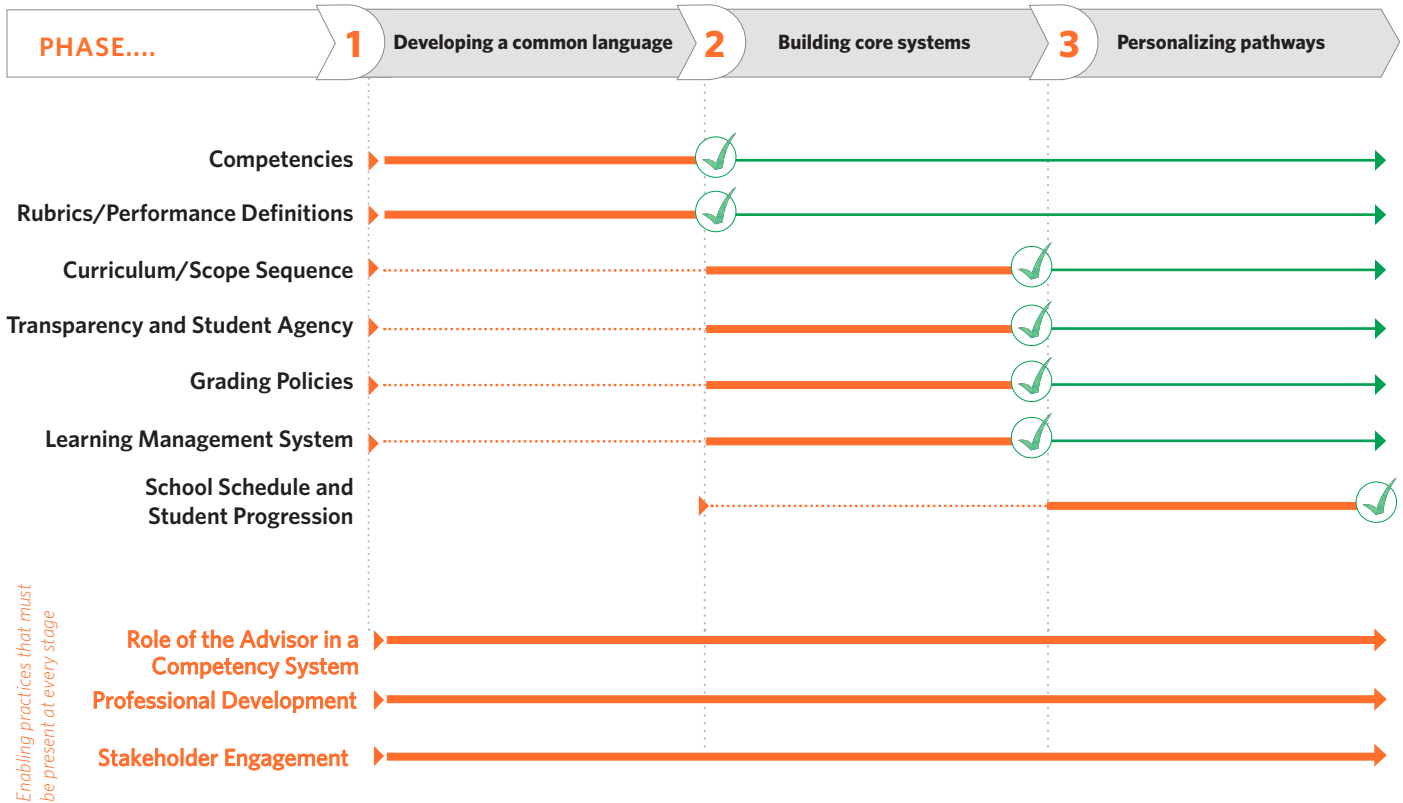 PHASE.... 1 Developing a common language 2 Building core systems 3 Personalizing pathways
Competencies
Rubrics/Performance Definitions
Curriculum/Scope Sequence
Transparency and Student Agency
Grading Policies
Learning Management System
School Schedule and
Student Progression
Enabling practices that must
be present at every stage
Role of the Advisor in a
Competency System
Professional Development
Stakeholder Engagement